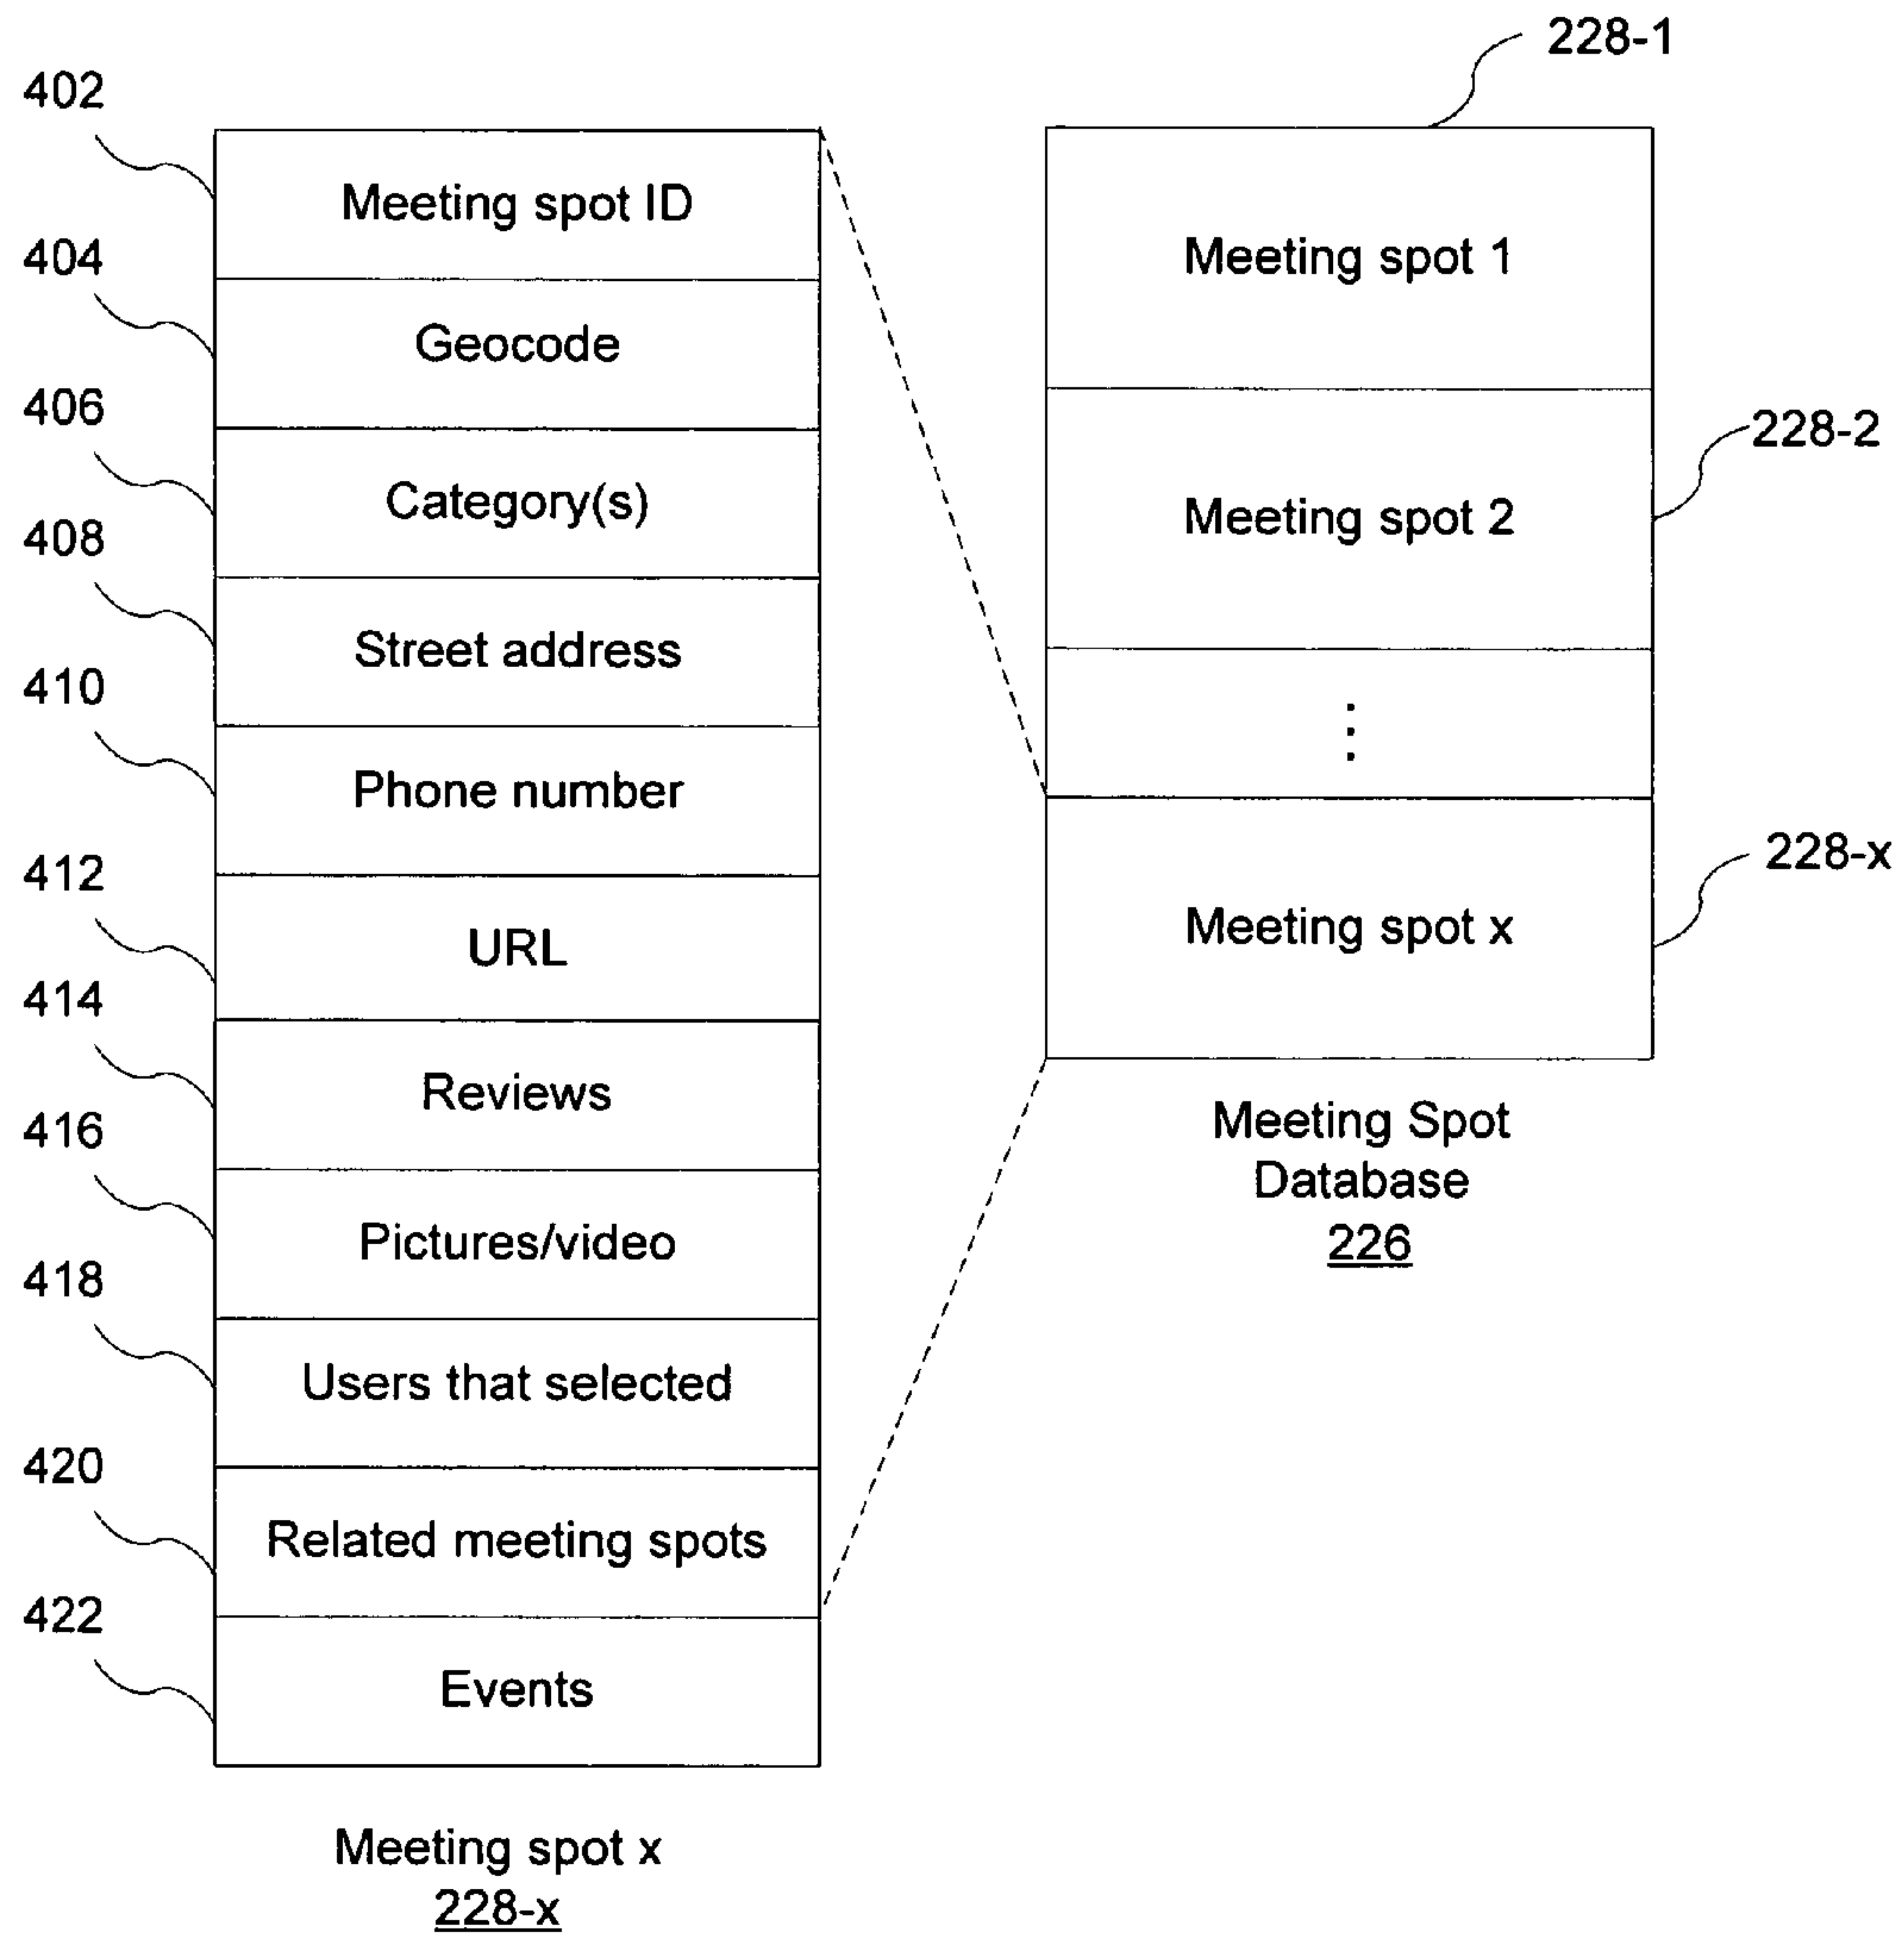 402
Meeting spot ID
404
Geocode
406
Category(s)
408
Street address
410
Phone number
412
URL
414
Reviews
416
Pictures/video
418
Users that selected
420
Related meeting spots
422
Events
Meeting spot x
228-x
228-1
Meeting spot 1
228-2
Meeting spot 2
⋮
228-x
Meeting spot x
Meeting Spot
Database
226